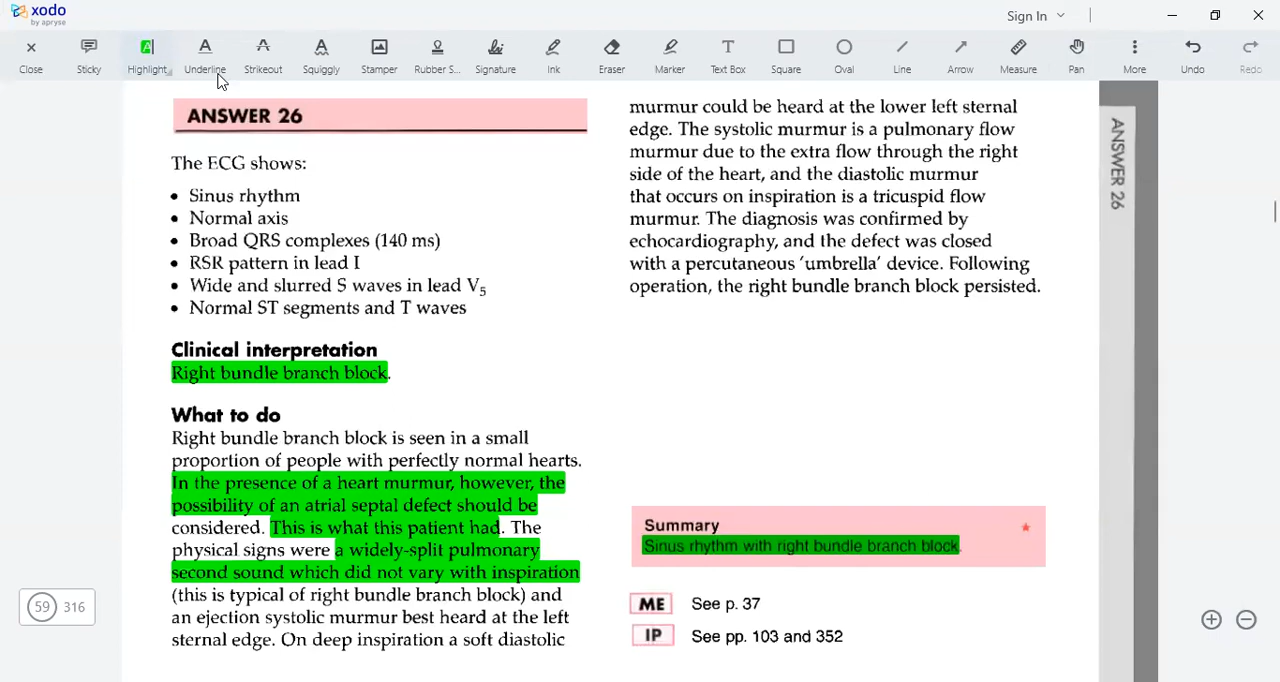 xodo
by apryse
Sign In
Close
Sticky
Highlight
Underline
Strikeout
Squiggly
Stamper
Rubber S...
Signature
Ink
Eraser
Marker
Text Box
Square
Oval
Line
Arrow
Measure
Pan
More
Undo
Redo
ANSWER 26
The ECG shows:
• Sinus rhythm
• Normal axis
• Broad QRS complexes (140 ms)
• RSR pattern in lead I
• Wide and slurred S waves in lead V5
• Normal ST segments and T waves
Clinical interpretation
Right bundle branch block.
What to do
Right bundle branch block is seen in a small
proportion of people with perfectly normal hearts.
In the presence of a heart murmur, however, the
possibility of an atrial septal defect should be
considered. This is what this patient had. The
physical signs were a widely-split pulmonary
second sound which did not vary with inspiration
(this is typical of right bundle branch block) and
an ejection systolic murmur best heard at the left
sternal edge. On deep inspiration a soft diastolic
murmur could be heard at the lower left sternal
edge. The systolic murmur is a pulmonary flow
murmur due to the extra flow through the right
side of the heart, and the diastolic murmur
that occurs on inspiration is a tricuspid flow
murmur. The diagnosis was confirmed by
echocardiography, and the defect was closed
with a percutaneous 'umbrella' device. Following
operation, the right bundle branch block persisted.
Summary
Sinus rhythm with right bundle branch block.
ME See p. 37
IP See pp. 103 and 352
ANSWER 26
59 316